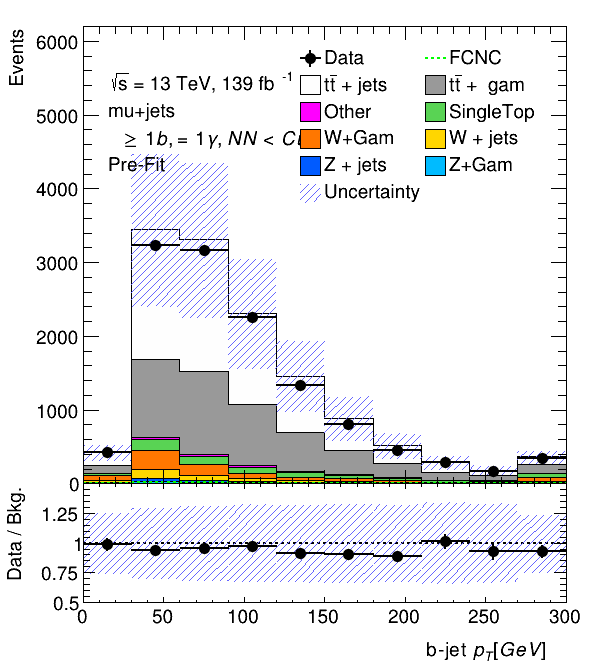 Events
6000
5000
4000
3000
2000
1000
0
√s = 13 TeV, 139 fb -1
mu+jets
≥ 1b, = 1γ, NN <
Pre-Fit
Data
FCNC
tt̄ + jets
tt̄ + gam
Other
SingleTop
W+Gam
W + jets
Z + jets
Z+Gam
Uncertainty
Data / Bkg.
1.25
1
0.75
0.5
0 50 100 150 200 250 300
b-jet pT[GeV]